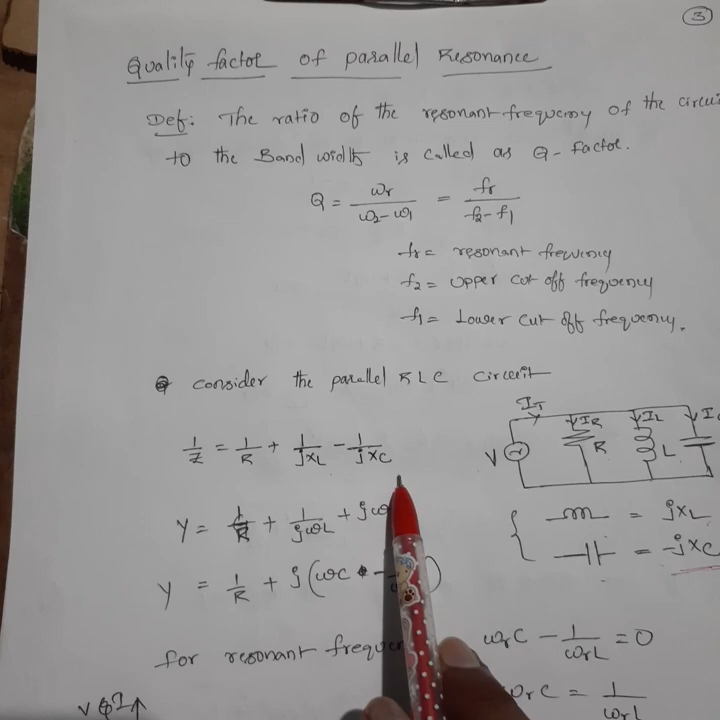 3
Quality factor of parallel Resonance
Def: The ratio of the resonant frequency of the circui
to the Band width is called as Q-Factor.
Q = ωr / ω2 - ω1 = fr / f2 - f1
fr = resonant frequency
f2 = upper cut off frequency
f1 = Lower cut off frequency.
consider the parallel RLC circuit
1/Z = 1/R + 1/jXL - 1/jXC
IT
IR IL I
V R L
Y = 1/R + 1/jωL + jω
= jXL
= -jXC
Y = 1/R + j(ωC - )
for resonant freque ωrC - 1/ωrL = 0
ωrC = 1/ωrL
V I↑